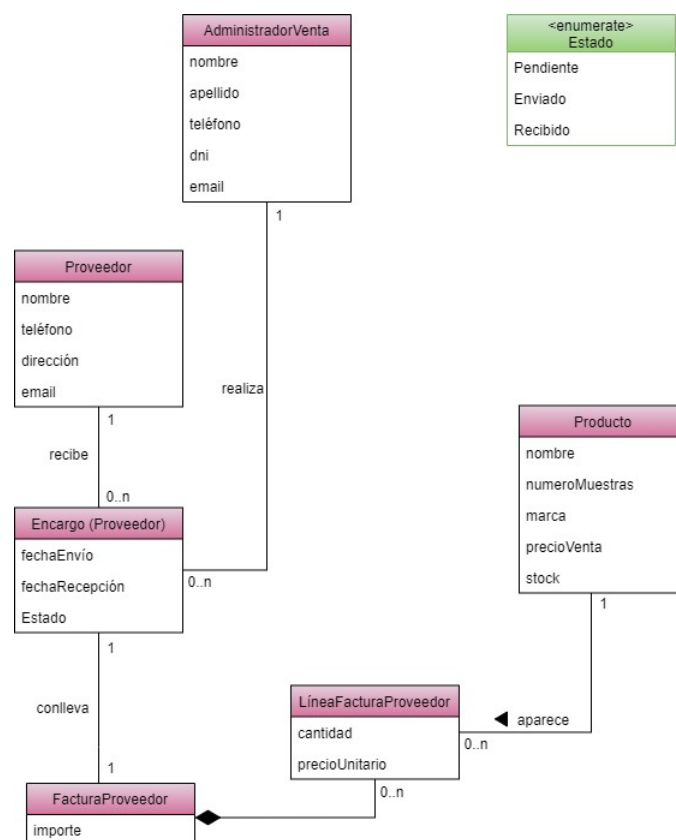 AdministradorVenta
nombre
apellido
teléfono
dni
email
1
<enumerate>
Estado
Pendiente
Enviado
Recibido
Proveedor
nombre
teléfono
dirección
email
1
recibe
0..n
realiza
Encargo (Proveedor)
fechaEnvío
fechaRecepción
Estado
0..n
1
conlleva
1
Producto
nombre
numeroMuestras
marca
precioVenta
stock
1
aparece
0..n
LíneaFacturaProveedor
cantidad
precioUnitario
0..n
FacturaProveedor
importe